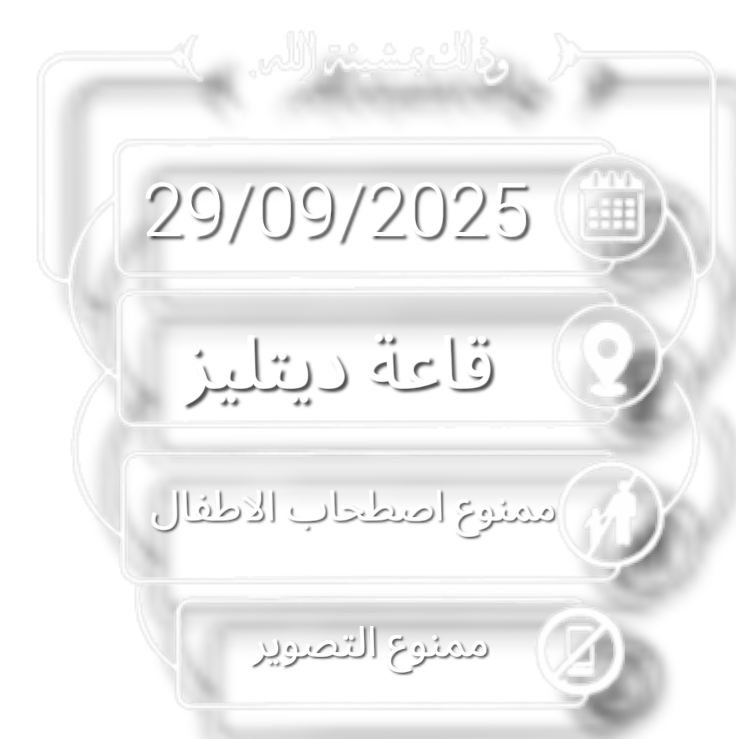 وذلك بمشيئة الله.
29/09/2025
قاعة ديتليز
ممنوع اصطحاب الاطفال
ممنوع التصوير